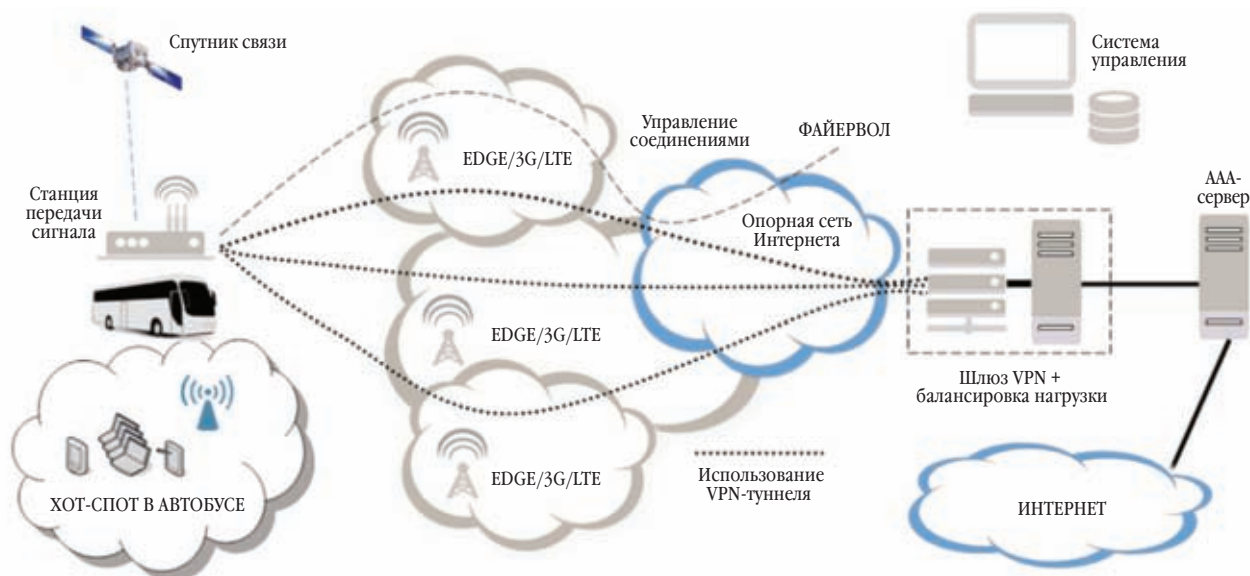 Спутник связи
Система
управления
Управление
соединениями
ФАЙЕРВОЛ
EDGE/3G/LTE
Станция
передачи
сигнала
ААА-
сервер
Опорная сеть
Интернета
EDGE/3G/LTE
Шлюз VPN +
балансировка нагрузки
EDGE/3G/LTE
Использование
VPN-туннеля
ХОТ-СПОТ В АВТОБУСЕ
ИНТЕРНЕТ